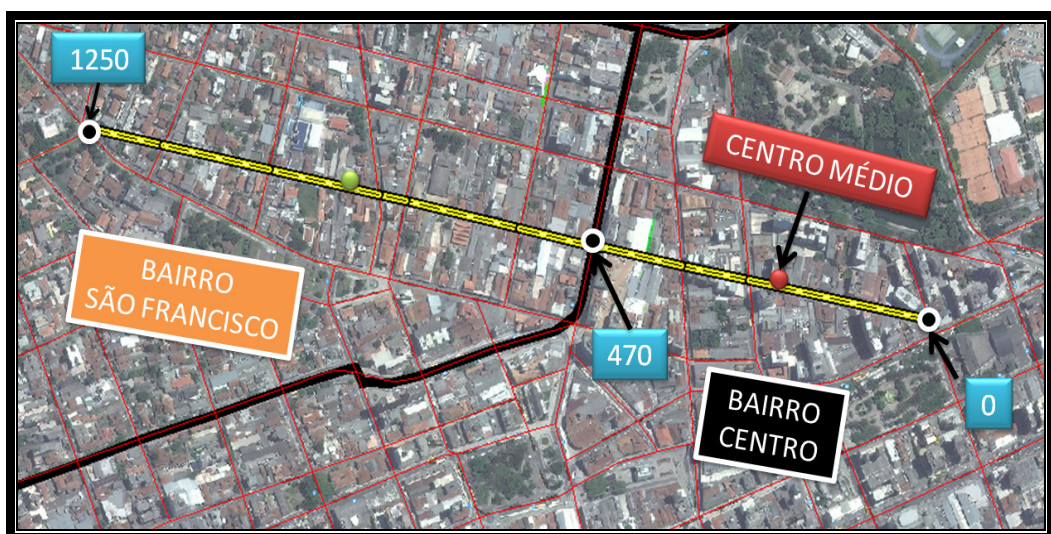 1250
CENTRO MÉDIO
BAIRRO
SÃO FRANCISCO
470
BAIRRO
CENTRO
0